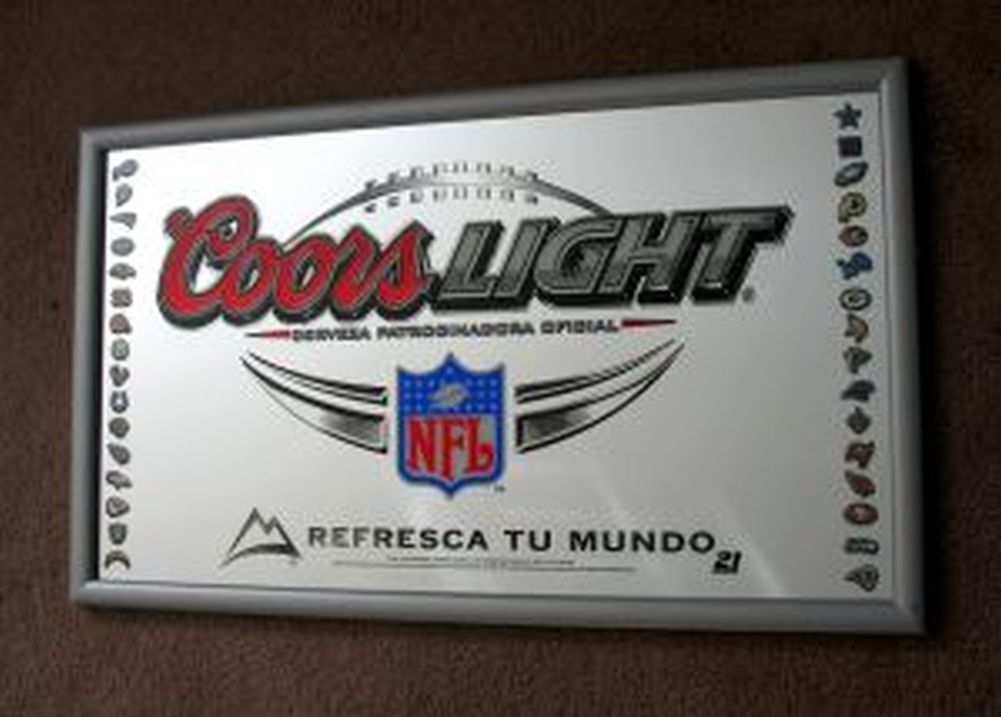 Coors LIGHT
CERVEZA PATROCINADORA OFICIAL
NFL
REFRESCA TU MUNDO
21